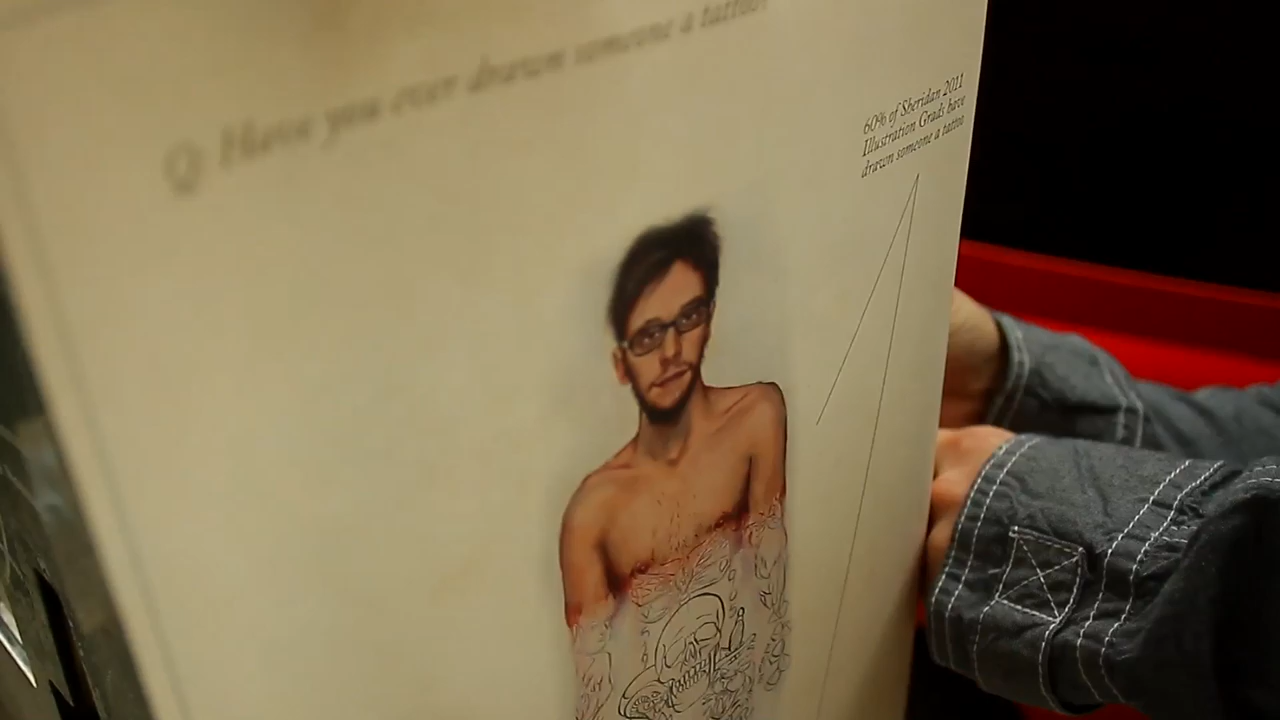 Q: Have you ever drawn someone a tattoo?
60% of Sheridan 2011
Illustration Grads have
drawn someone a tattoo